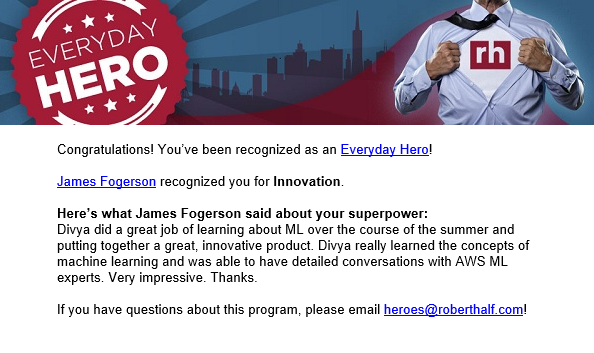 EVERYDAY
HERO
rh
Congratulations! You've been recognized as an Everyday Hero!
James Fogerson recognized you for Innovation.
Here's what James Fogerson said about your superpower:
Divya did a great job of learning about ML over the course of the summer and
putting together a great, innovative product. Divya really learned the concepts of
machine learning and was able to have detailed conversations with AWS ML
experts. Very impressive. Thanks.
If you have questions about this program, please email heroes@roberthalf.com!